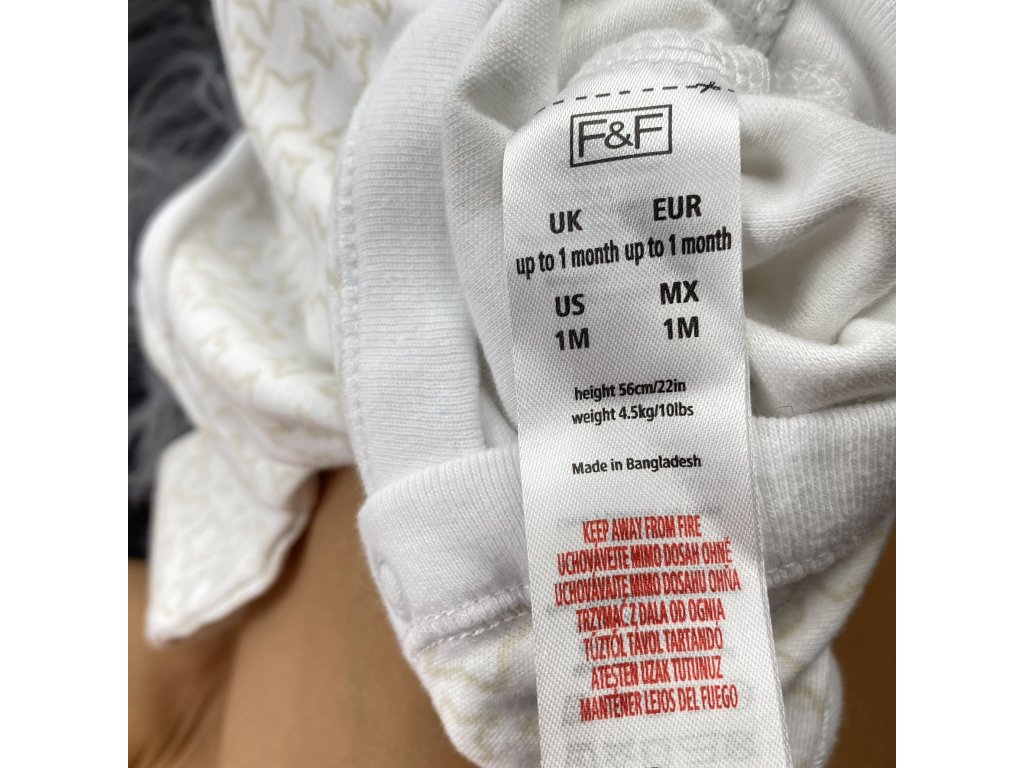 F&F
UK EUR
up to 1 month up to 1 month
US MX
1M 1M
height 56cm/22in
weight 4.5kg/10lbs
Made in Bangladesh
KEEP AWAY FROM FIRE
UCHOVÁVEJTE MIMO DOSAH OHNĚ
UCHOVÁVAJTE MIMO DOSAHU OHŇA
TRZYMAĆ Z DALA OD OGNIA
TŰZTŐL TÁVOL TARTANDÓ
ATEŞTEN UZAK TUTUNUZ
MANTENER LEJOS DEL FUEGO